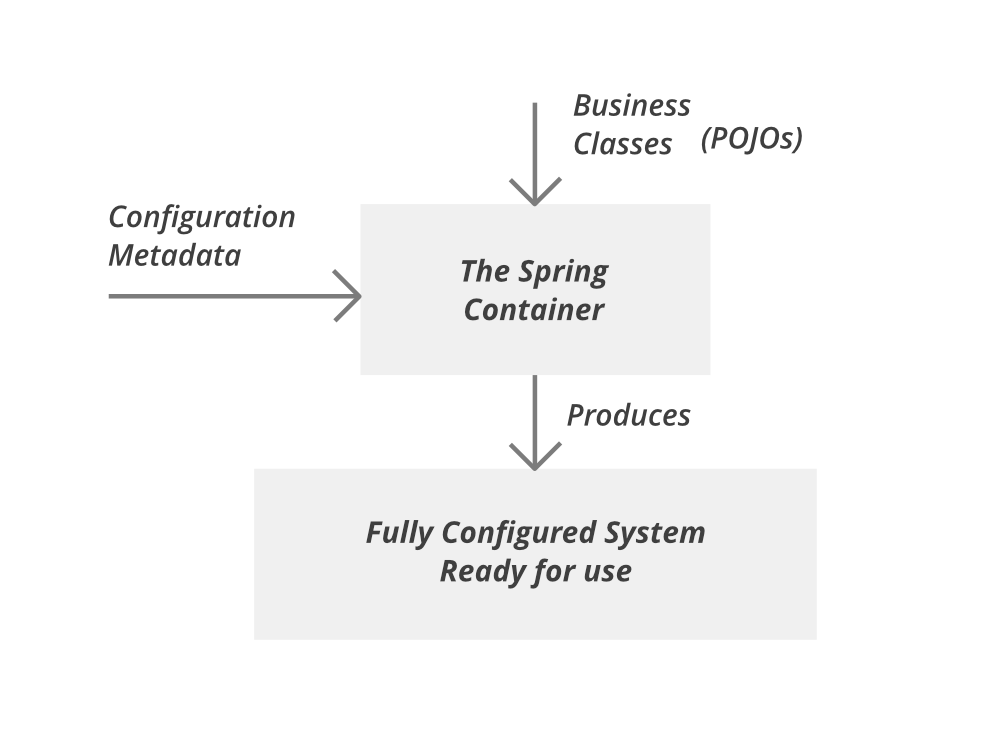 Business
Classes (POJOs)
Configuration
Metadata
The Spring
Container
Produces
Fully Configured System
Ready for use